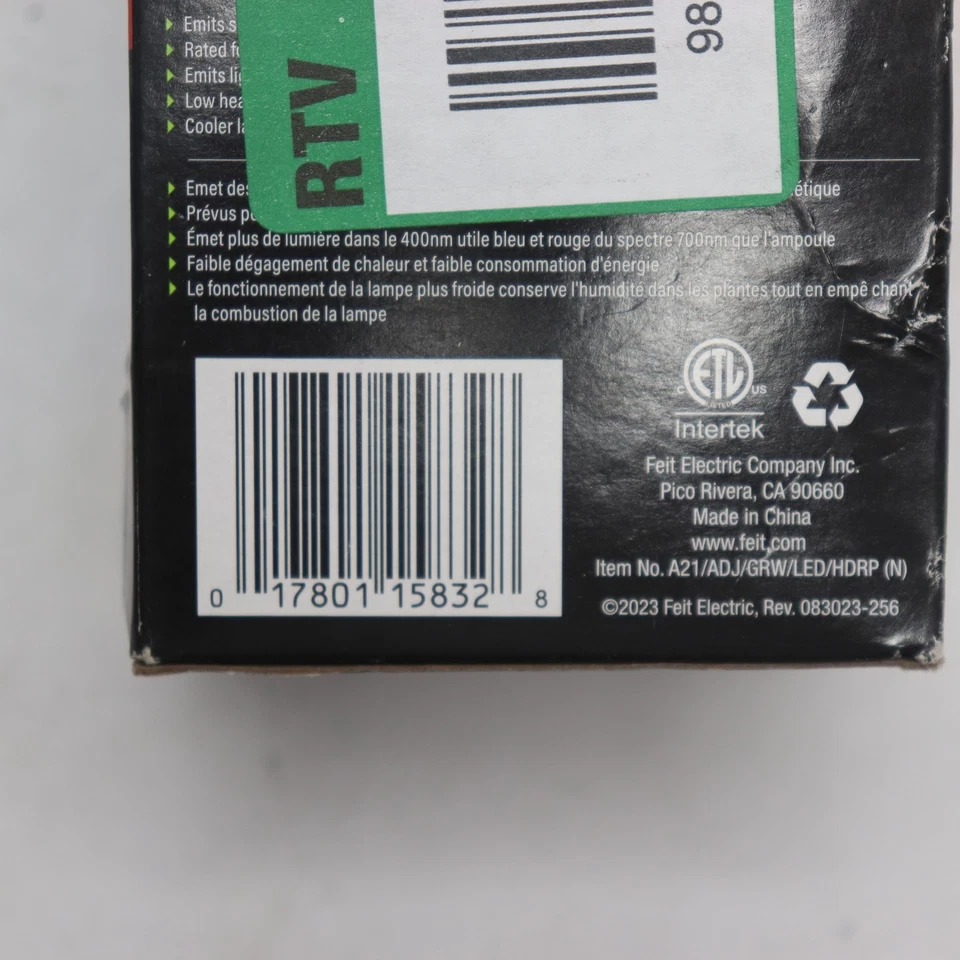 Emits
Rated
Emits
Low
Cooler
RTV
98
Emet
étique
Prévus
Émet plus de lumière dans le 400nm utile bleu et rouge du spectre 700nm que l'ampoule
Faible dégagement de chaleur et faible consommation d'énergie
Le fonctionnement de la lampe plus froide conserve l'humidité dans les plantes tout en empê chant
la combustion de la lampe
0 17801 15832 8
C ETL US
LISTED
Intertek
Feit Electric Company Inc.
Pico Rivera, CA 90660
Made in China
www.feit.com
Item No. A21/ADJ/GRW/LED/HDRP (N)
©2023 Feit Electric, Rev. 083023-256